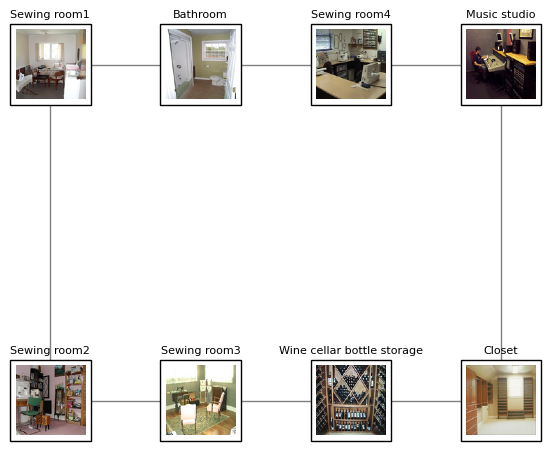 Sewing room1
Bathroom
Sewing room4
Music studio
Sewing room2
Sewing room3
Wine cellar bottle storage
Closet